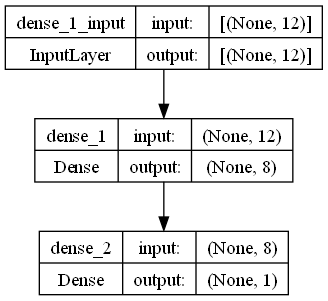 dense_1_input input: [(None, 12)]
InputLayer output: [(None, 12)]
dense_1 input: (None, 12)
Dense output: (None, 8)
dense_2 input: (None, 8)
Dense output: (None, 1)